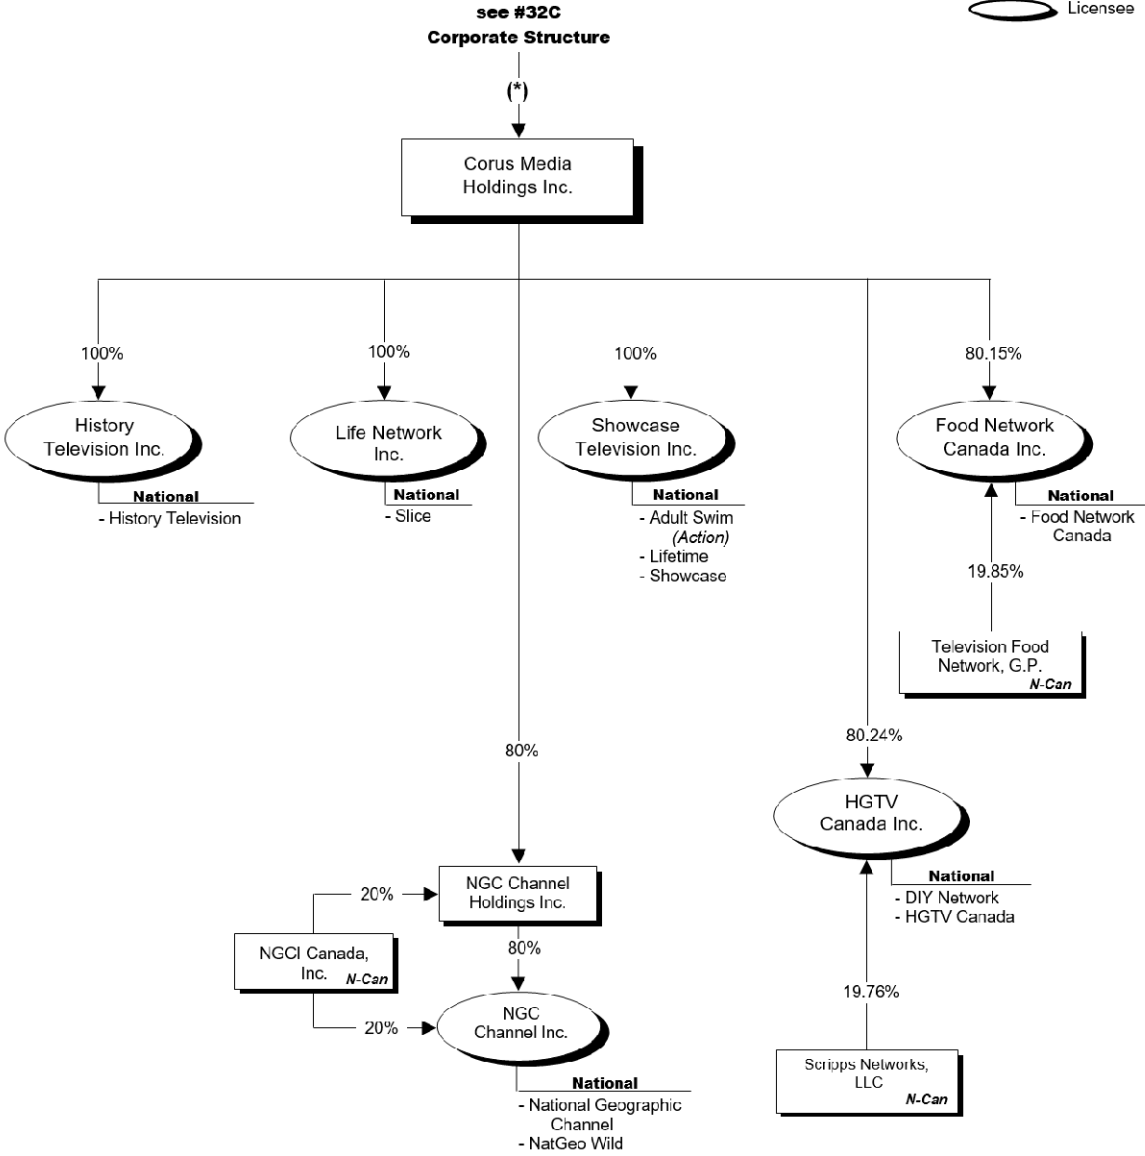 see #32C
Corporate Structure
Licensee
(*)
Corus Media
Holdings Inc.
100%
100%
100%
80.15%
History
Television Inc.
National
- History Television
Life Network
Inc.
National
- Slice
Showcase
Television Inc.
National
- Adult Swim
(Action)
- Lifetime
- Showcase
Food Network
Canada Inc.
National
- Food Network
Canada
19.85%
Television Food
Network, G.P.
N-Can
80%
80.24%
HGTV
Canada Inc.
National
- DIY Network
- HGTV Canada
19.76%
Scripps Networks,
LLC
N-Can
NGC Channel
Holdings Inc.
20%
80%
NGCI Canada,
Inc.
N-Can
20%
NGC
Channel Inc.
National
- National Geographic
Channel
- NatGeo Wild